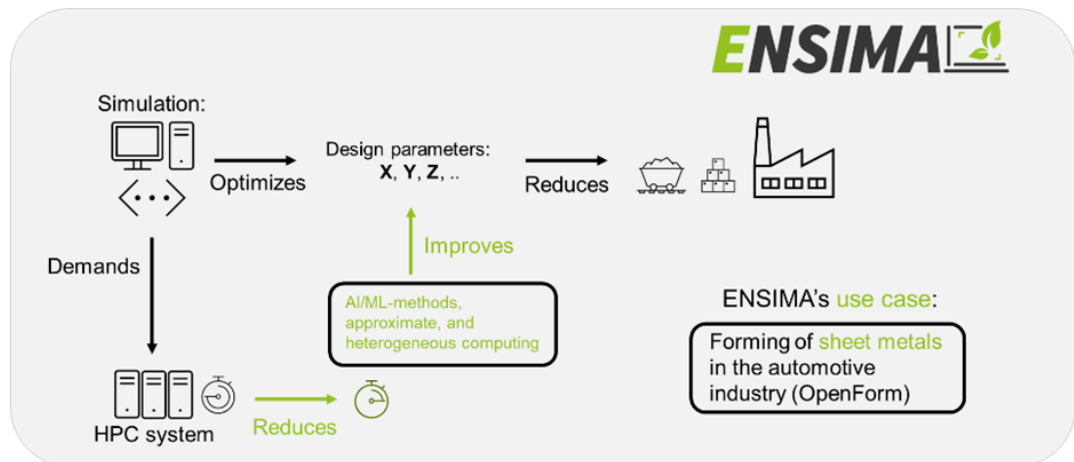 ENSIMA
Simulation:
Optimizes
Design parameters:
X, Y, Z, ..
Reduces
Improves
Demands
AI/ML-methods,
approximate, and
heterogeneous computing
HPC system
Reduces
ENSIMA's use case:
Forming of sheet metals
in the automotive
industry (OpenForm)